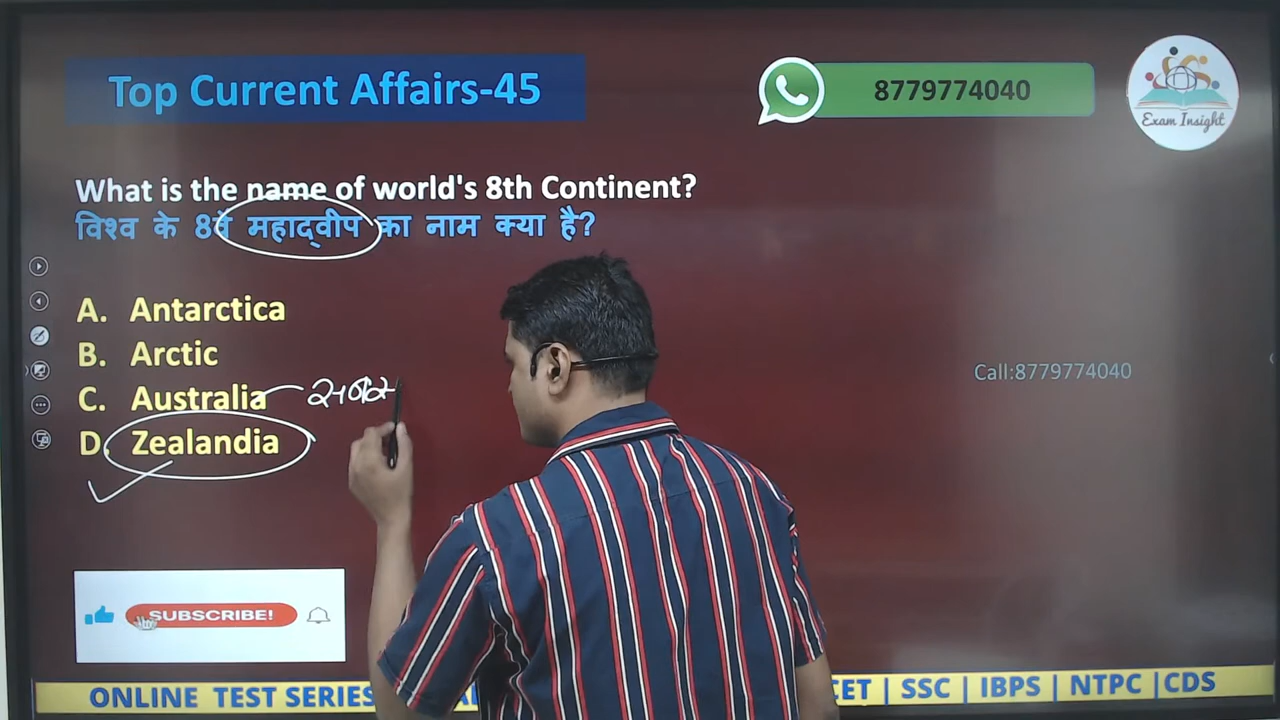 Top Current Affairs-45
8779774040
Exam Insight
What is the name of world's 8th Continent?
विश्व के 8वे महाद्वीप का नाम क्या है?
A. Antarctica
B. Arctic
C. Australia
D. Zealandia
Call:8779774040
SUBSCRIBE!
ONLINE TEST SERIES
CET | SSC | IBPS | NTPC |CDS